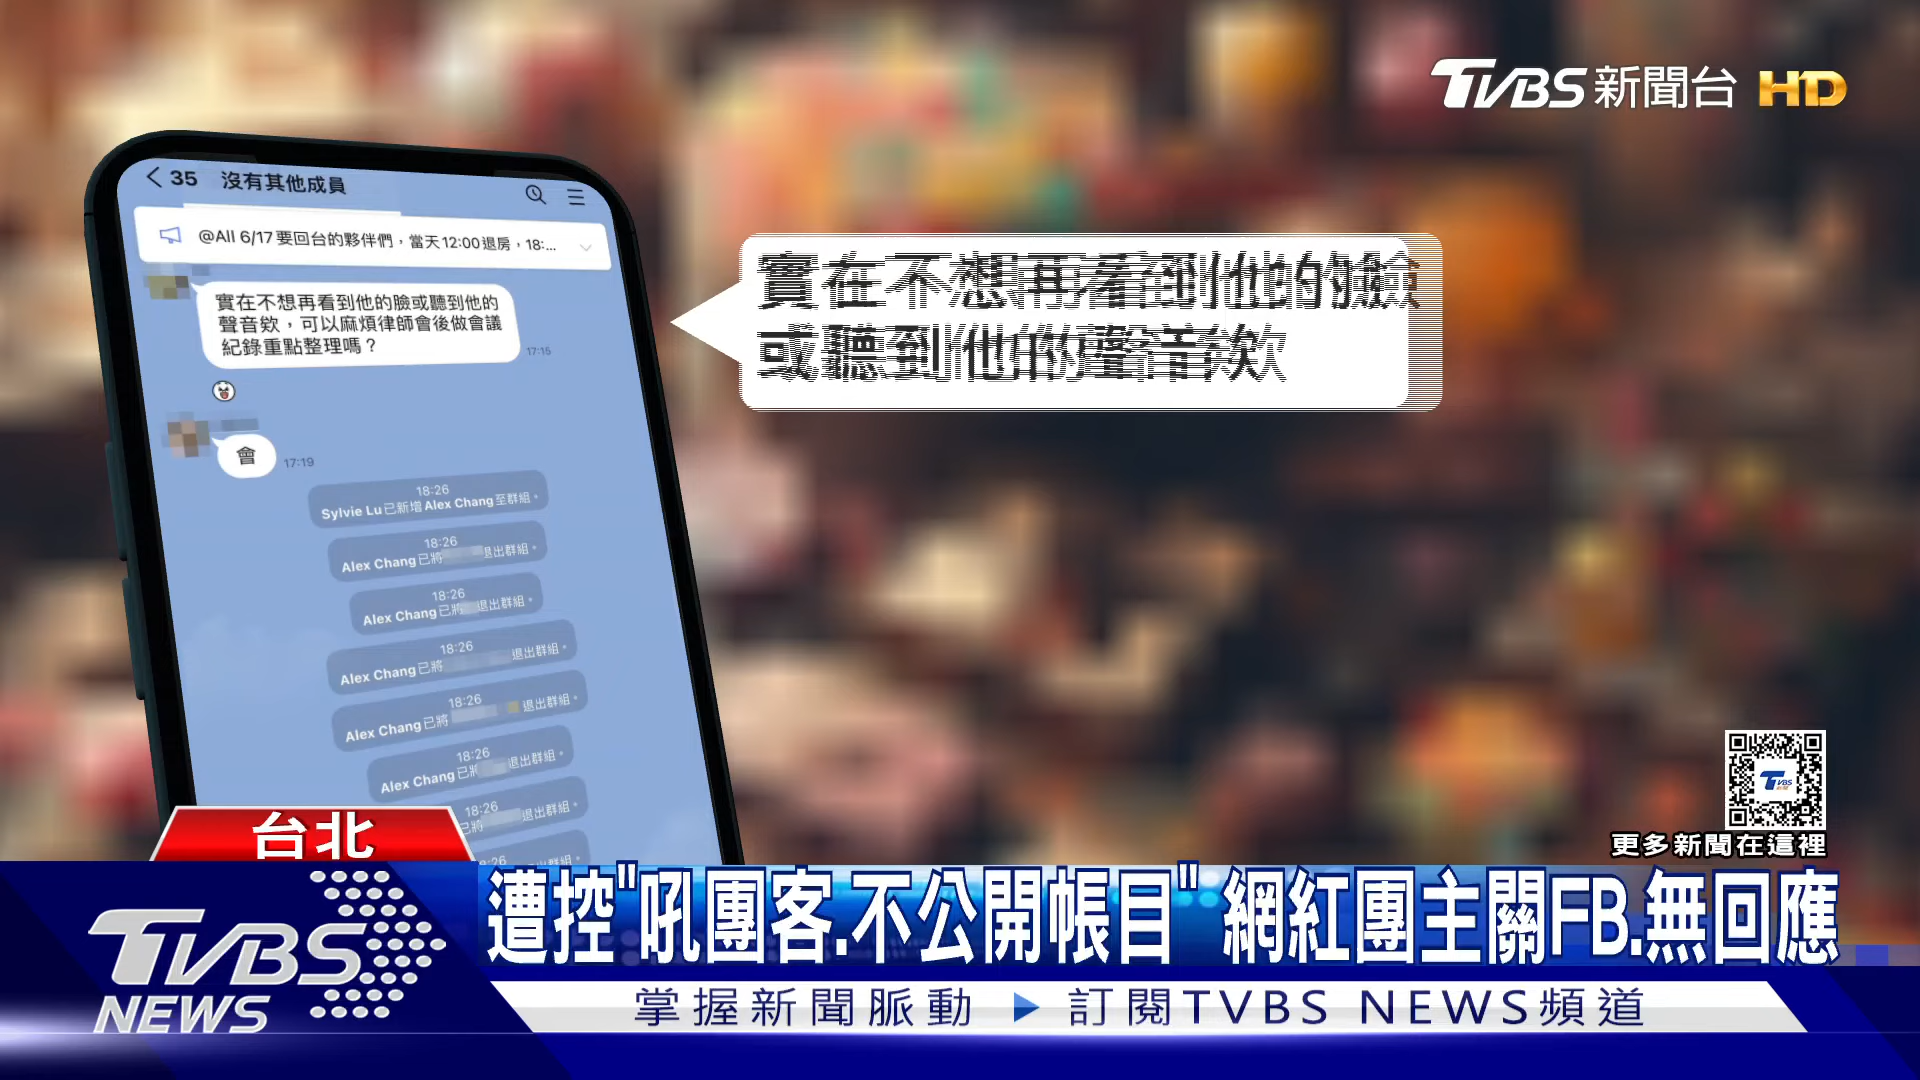 TVBS新聞台 HD
35 沒有其他成員
@All 6/17要回台的夥伴們，當天12:00退房，18:...
實在不想再看到他的臉或聽到他的
聲音欸，可以麻煩律師會後做會議
紀錄重點整理嗎？
17:15
會
17:19
18:26
Sylvie Lu已新增Alex Chang至群組。
18:26
Alex Chang已將 退出群組。
18:26
Alex Chang已將 退出群組。
18:26
Alex Chang已將 退出群組。
18:26
Alex Chang已將 退出群組。
18:26
Alex Chang已將 退出群組。
18:26
已將 退出群組。
實在不想再看到他的臉
或聽到他的聲音欸
TVBS
更多新聞在這裡
台北
遭控"吼團客.不公開帳目" 網紅團主關FB.無回應
TVBS NEWS
掌握新聞脈動 ▶ 訂閱TVBS NEWS頻道